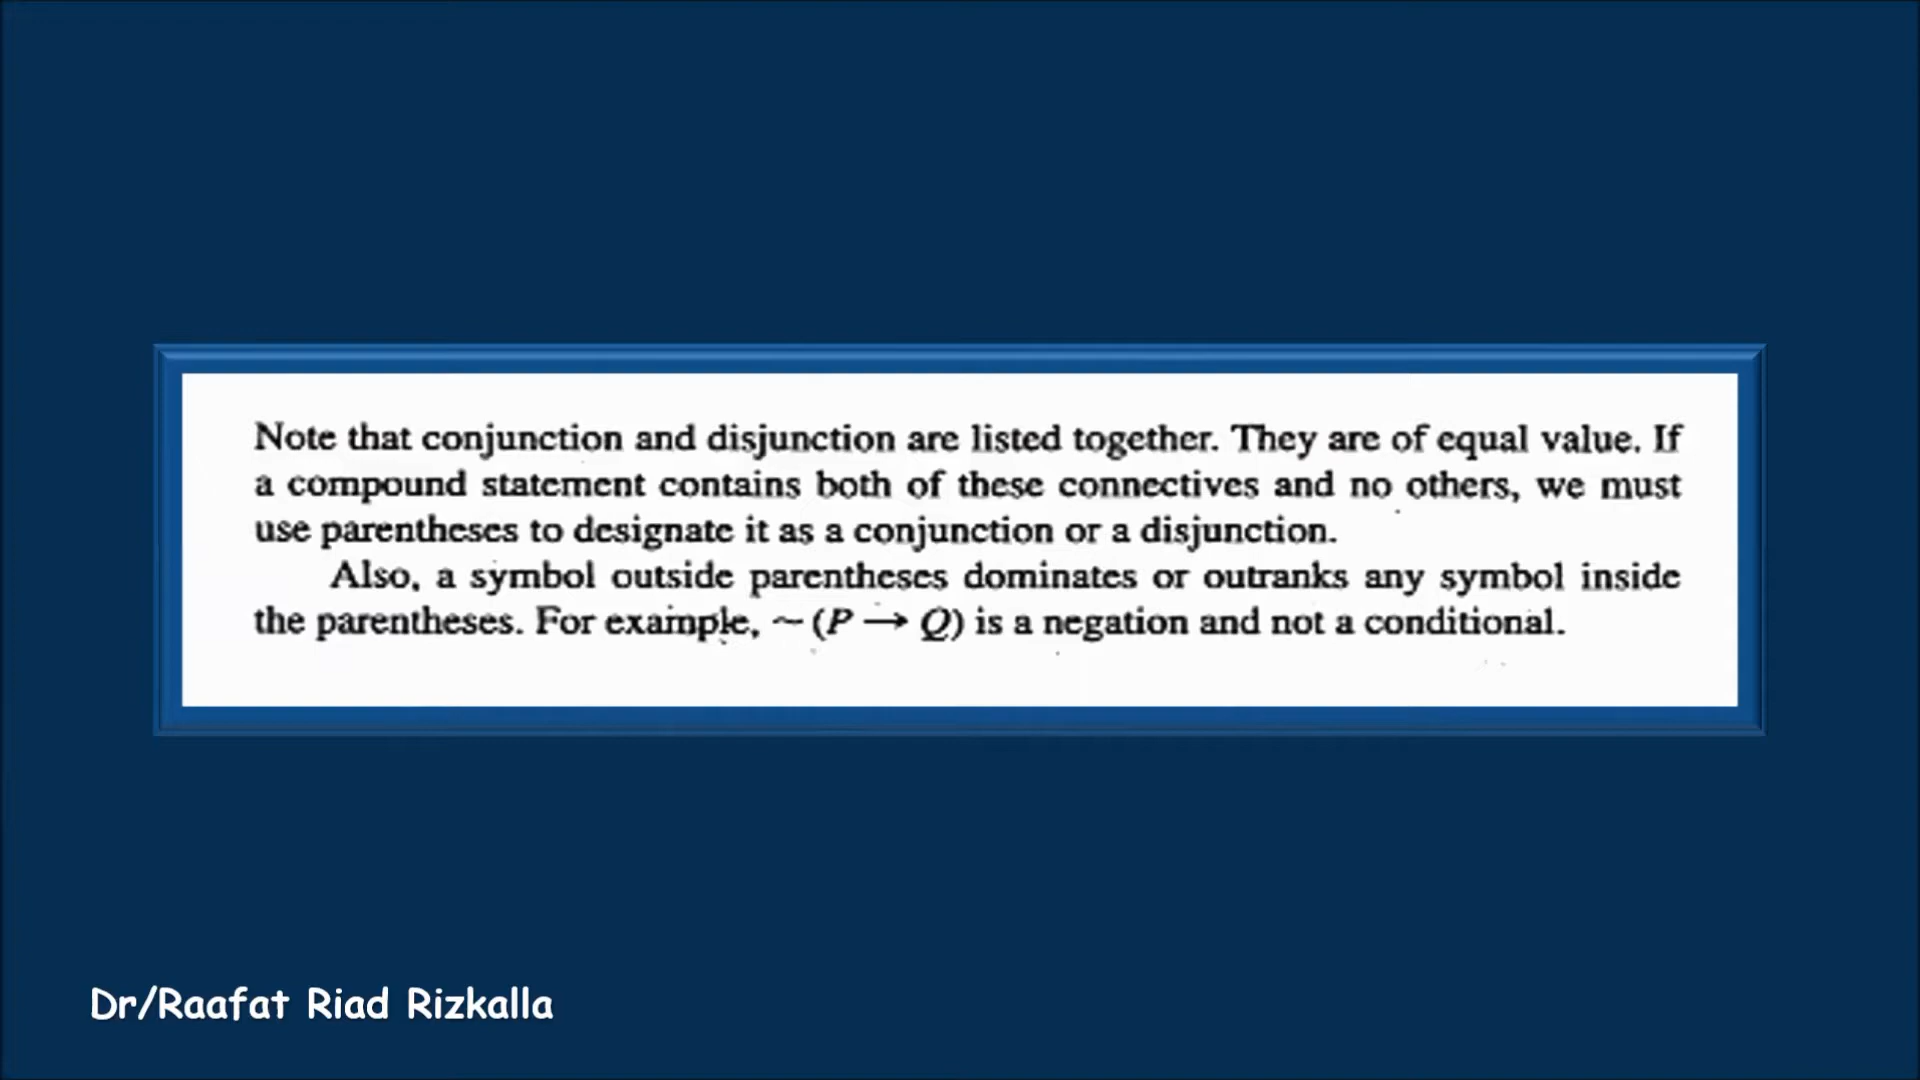 Note that conjunction and disjunction are listed together. They are of equal value. If
a compound statement contains both of these connectives and no others, we must
use parentheses to designate it as a conjunction or a disjunction.
Also, a symbol outside parentheses dominates or outranks any symbol inside
the parentheses. For example, ~ (P → Q) is a negation and not a conditional.
Dr/Raafat Riad Rizkalla